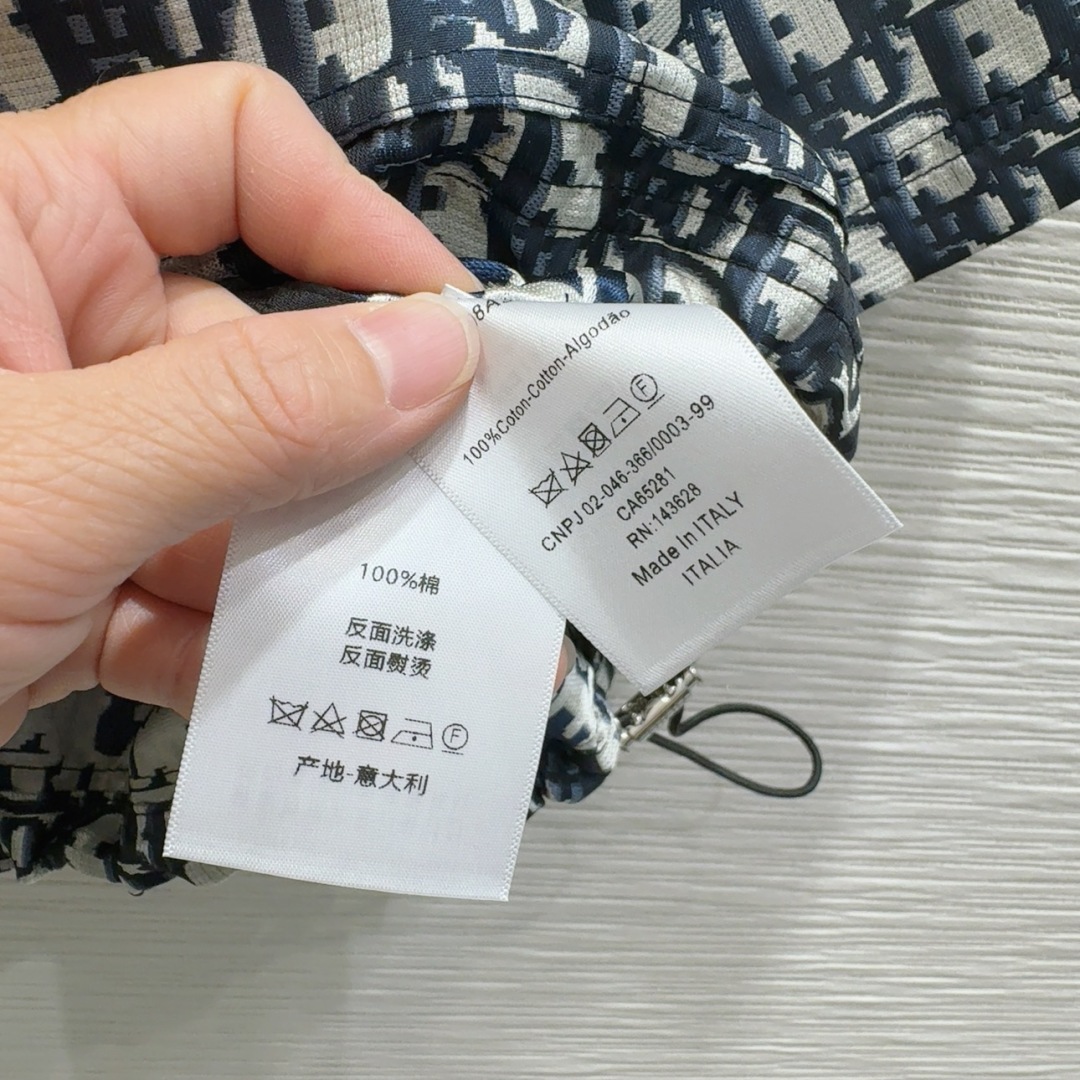 8A
100%Coton-Cotton-Algodão
F
CNPJ 02-046-366/0003-99
CA65281
RN:143628
Made In ITALY
ITALIA
100%棉
反面洗涤
反面熨烫
F
产地-意大利